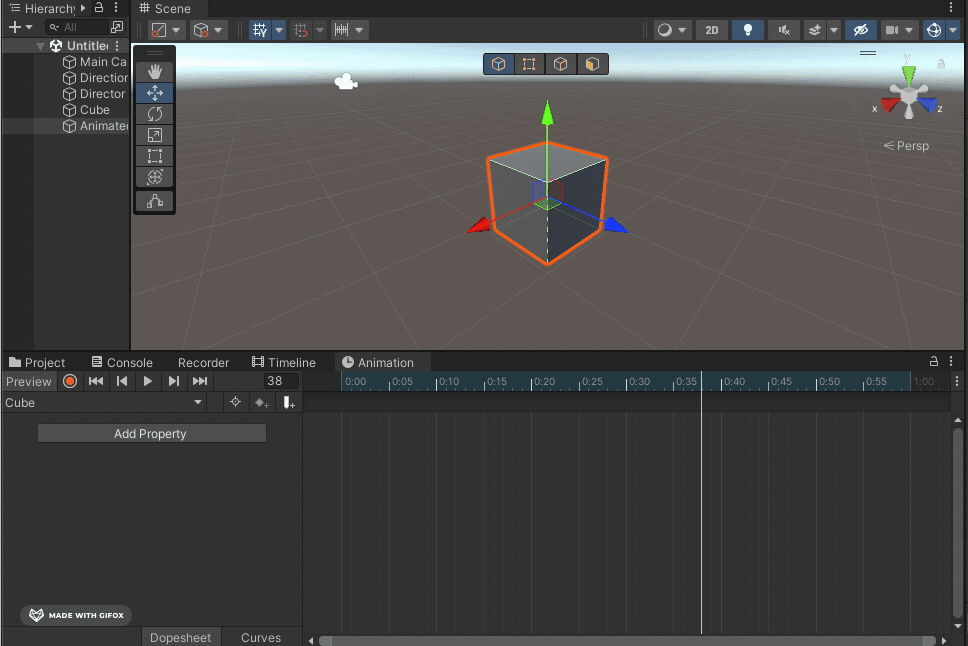 Hierarchy
Scene
All
2D
Untitled
Main Ca
Direction
Director
Cube
Animated
y
x
z
Persp
Project
Console
Recorder
Timeline
Animation
Preview
38
0:00
0:05
0:10
0:15
0:20
0:25
0:30
0:35
0:40
0:45
0:50
0:55
1:00
Cube
Add Property
MADE WITH GIFOX
Dopesheet
Curves